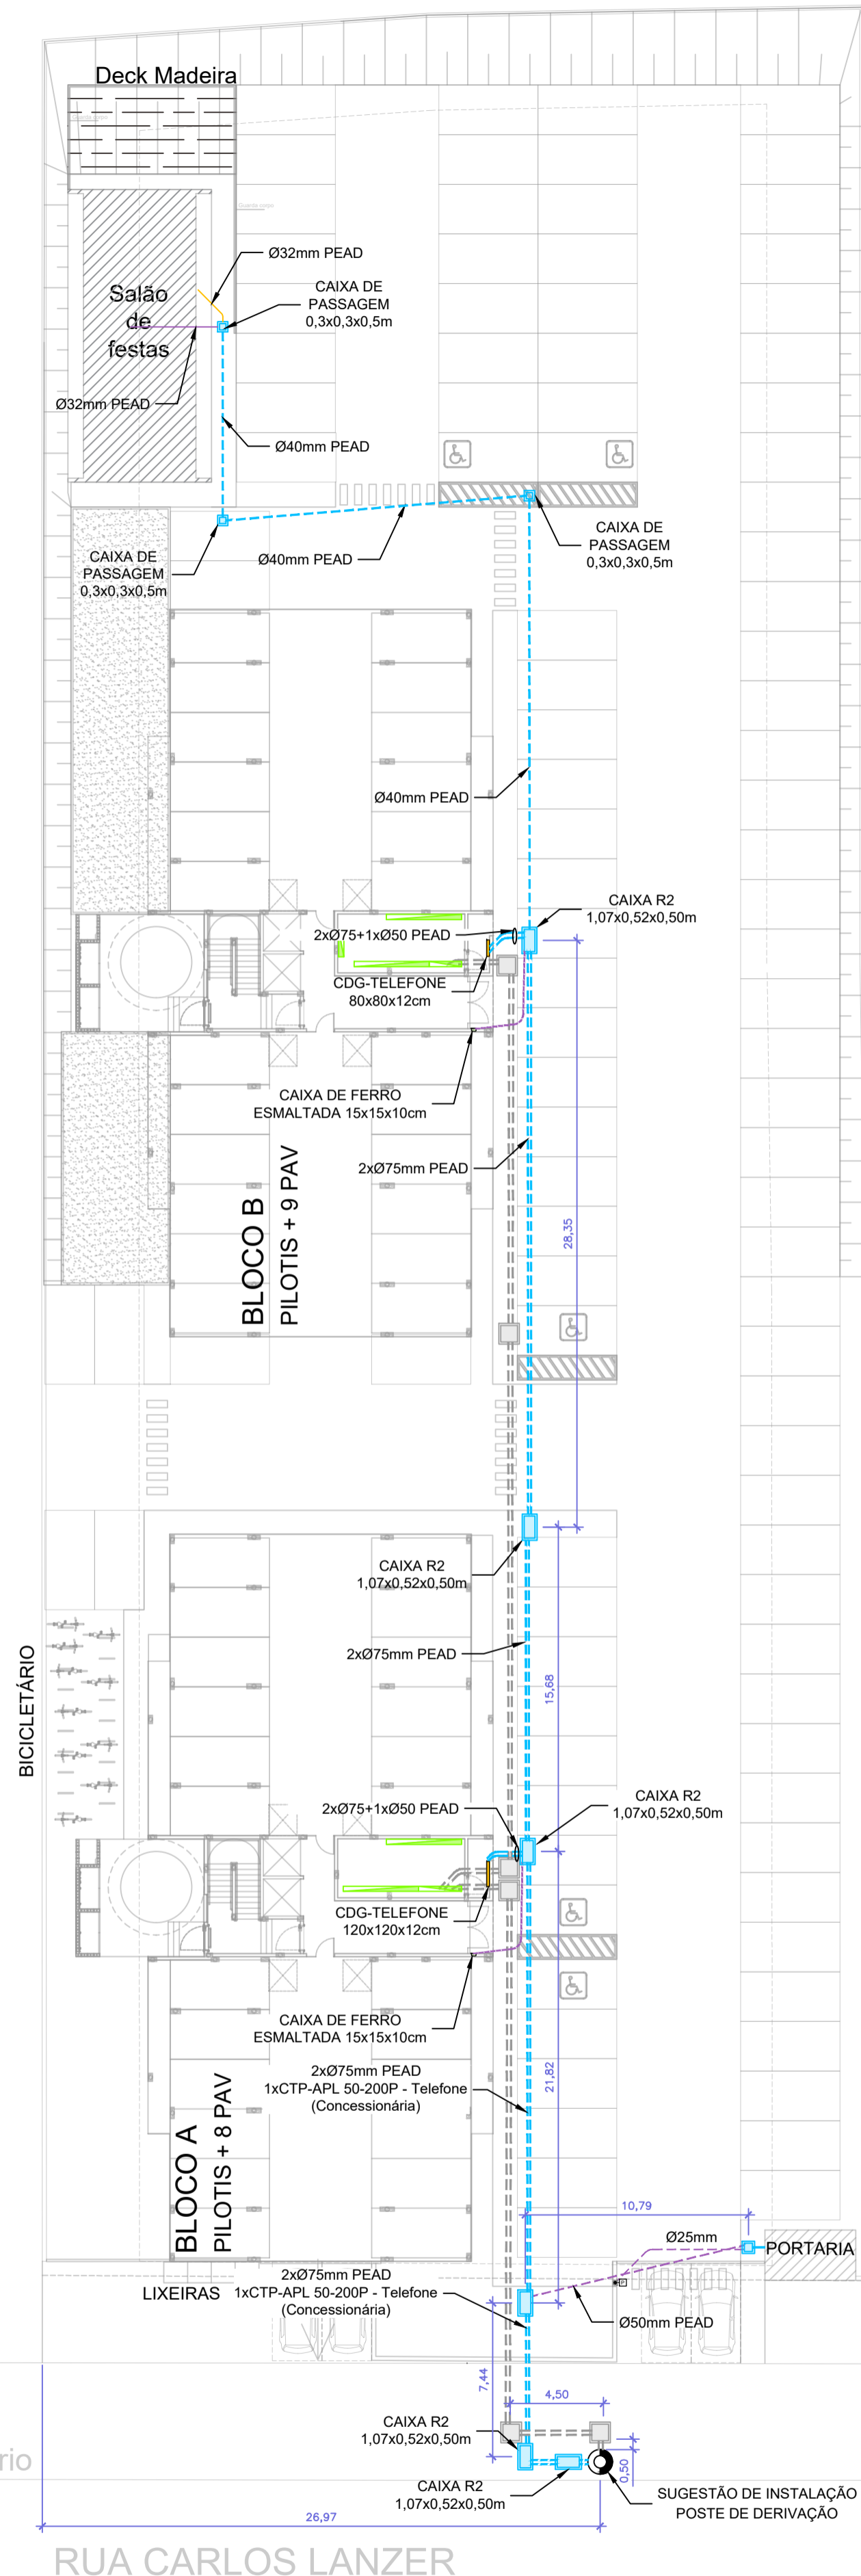 Deck Madeira
Guarda corpo
Guarda corpo
Ø32mm PEAD
CAIXA DE
PASSAGEM
0,3x0,3x0,5m
Salão
de
festas
Ø32mm PEAD
Ø40mm PEAD
CAIXA DE
PASSAGEM
0,3x0,3x0,5m
Ø40mm PEAD
CAIXA DE
PASSAGEM
0,3x0,3x0,5m
Ø40mm PEAD
CAIXA R2
1,07x0,52x0,50m
2xØ75+1xØ50 PEAD
CDG-TELEFONE
80x80x12cm
CAIXA DE FERRO
ESMALTADA 15x15x10cm
2xØ75mm PEAD
BLOCO B
PILOTIS + 9 PAV
28,35
CAIXA R2
1,07x0,52x0,50m
BICICLETÁRIO
2xØ75mm PEAD
15,68
CAIXA R2
1,07x0,52x0,50m
2xØ75+1xØ50 PEAD
CDG-TELEFONE
120x120x12cm
CAIXA DE FERRO
ESMALTADA 15x15x10cm
2xØ75mm PEAD
1xCTP-APL 50-200P - Telefone
(Concessionária)
21,82
BLOCO A
PILOTIS + 8 PAV
10,79
Ø25mm
PORTARIA
2xØ75mm PEAD
1xCTP-APL 50-200P - Telefone
(Concessionária)
LIXEIRAS
Ø50mm PEAD
7,44
4,50
CAIXA R2
1,07x0,52x0,50m
rio
0,50
CAIXA R2
1,07x0,52x0,50m
SUGESTÃO DE INSTALAÇÃO
POSTE DE DERIVAÇÃO
26,97
RUA CARLOS LANZER